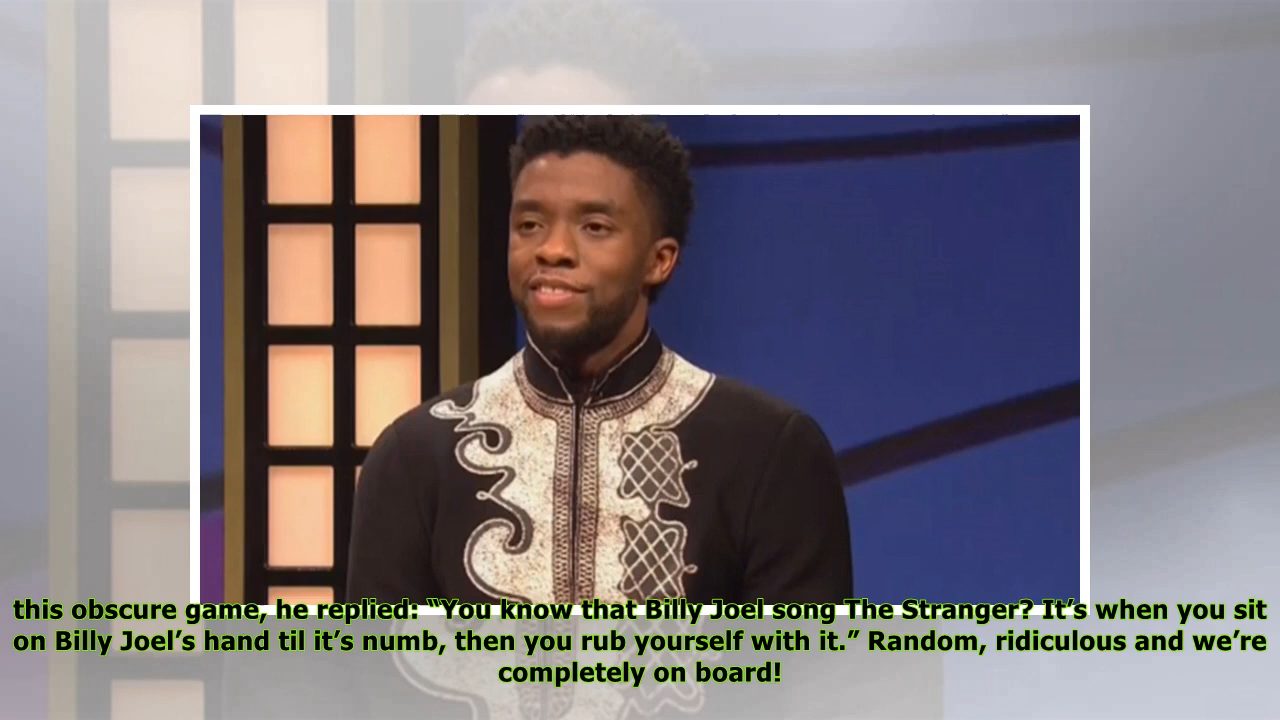 this obscure game, he replied: “You know that Billy Joel song The Stranger? It’s when you sit
on Billy Joel’s hand til it’s numb, then you rub yourself with it.” Random, ridiculous and we’re
completely on board!